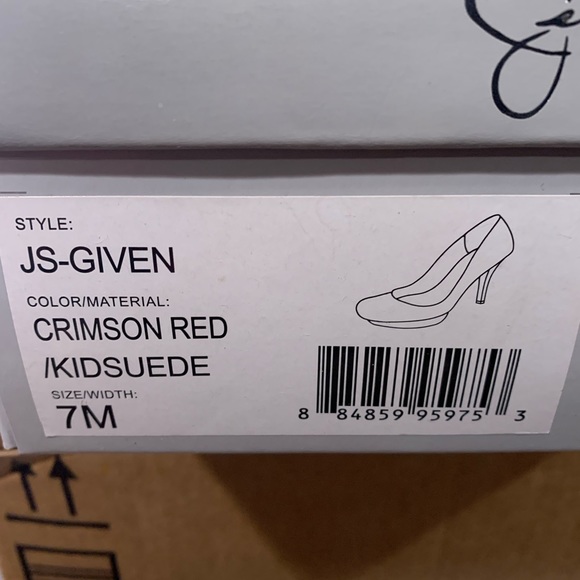 STYLE:
JS-GIVEN
COLOR/MATERIAL:
CRIMSON RED
/KIDSUEDE
SIZE/WIDTH:
7M
8 84859 95975 3